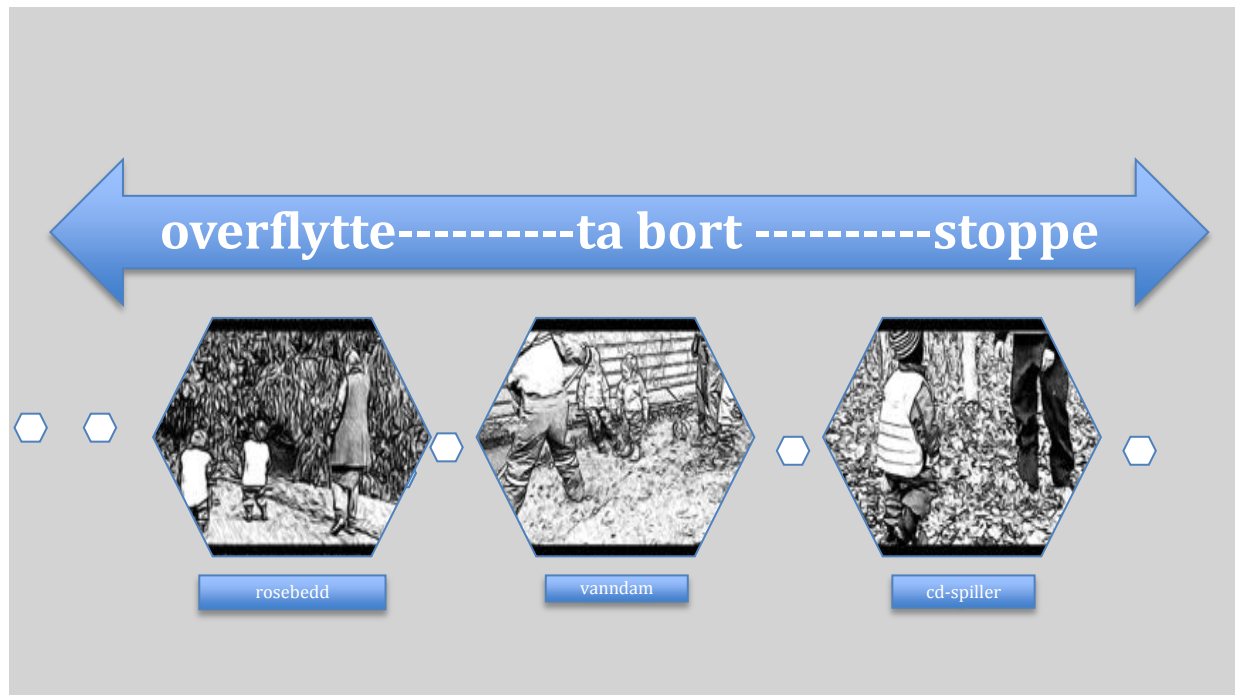 overflytte----------ta bort ----------stoppe
rosebedd
vanndam
cd-spiller